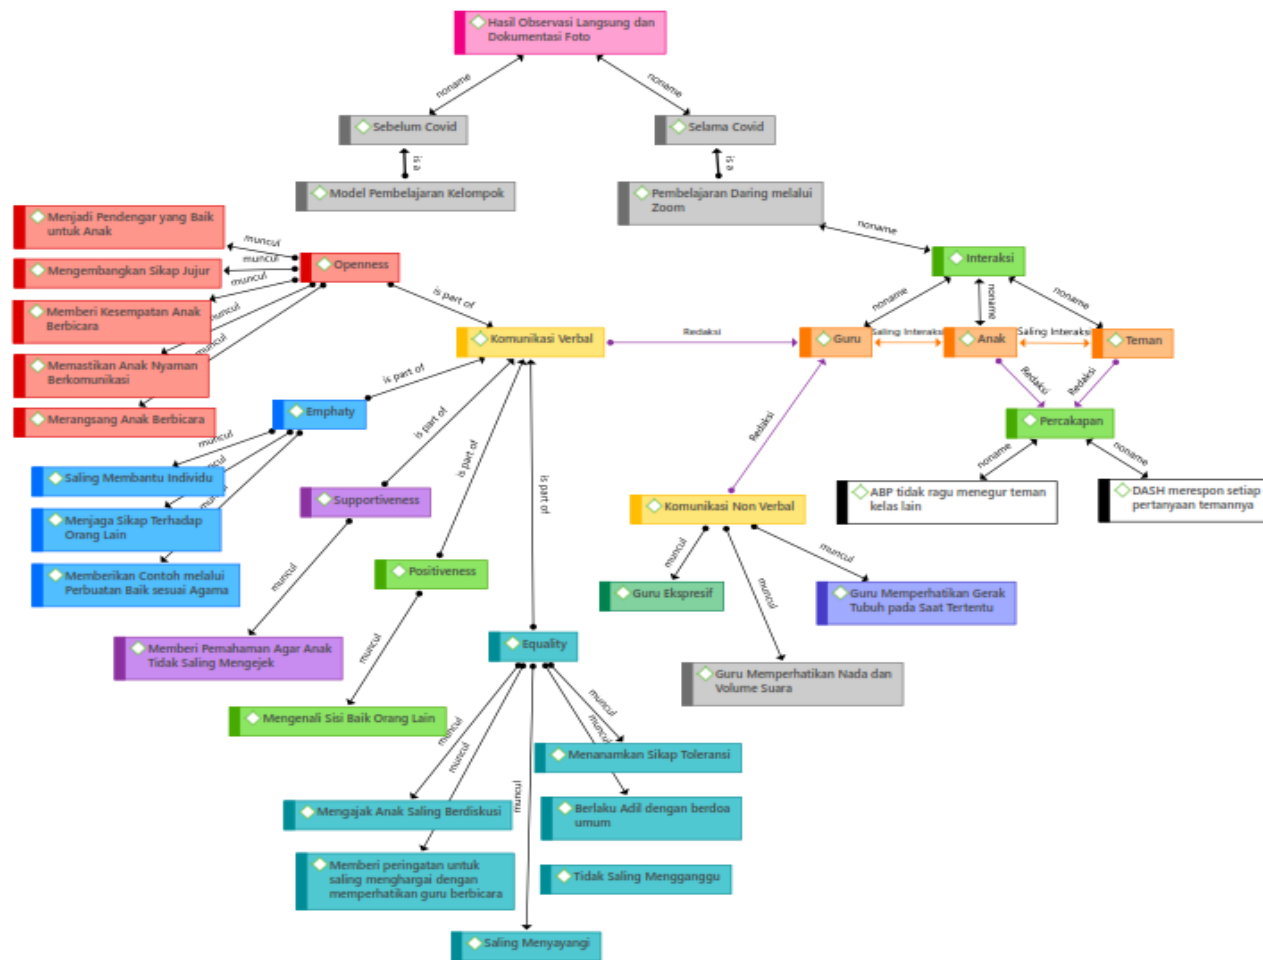 Hasil Observasi Langsung dan
Dokumentasi Foto
noname
noname
Sebelum Covid
Selama Covid
is a
is a
Model Pembelajaran Kelompok
Pembelajaran Daring melalui
Zoom
noname
Interaksi
noname
noname
noname
Menjadi Pendengar yang Baik
untuk Anak
muncul
Mengembangkan Sikap Jujur
muncul
Openness
muncul
Memberi Kesempatan Anak
Berbicara
muncul
Memastikan Anak Nyaman
Berkomunikasi
muncul
Merangsang Anak Berbicara
is part of
Komunikasi Verbal
Redaksi
Guru
Saling Interaksi
Anak
Saling Interaksi
Teman
Redaksi
Redaksi
Percakapan
noname
noname
ABP tidak ragu menegur teman
kelas lain
DASH merespon setiap
pertanyaan temannya
is part of
Emphaty
muncul
Saling Membantu Individu
Menjaga Sikap Terhadap
Orang Lain
Memberikan Contoh melalui
Perbuatan Baik sesuai Agama
is part of
is part of
is part of
Supportiveness
muncul
Memberi Pemahaman Agar Anak
Tidak Saling Mengejek
Positiveness
muncul
Mengenali Sisi Baik Orang Lain
Redaksi
Komunikasi Non Verbal
muncul
muncul
muncul
Guru Ekspresif
Guru Memperhatikan Gerak
Tubuh pada Saat Tertentu
Guru Memperhatikan Nada dan
Volume Suara
Equality
muncul
muncul
muncul
muncul
muncul
Menanamkan Sikap Toleransi
Mengajak Anak Saling Berdiskusi
Berlaku Adil dengan berdoa
umum
Memberi peringatan untuk
saling menghargai dengan
memperhatikan guru berbicara
Tidak Saling Mengganggu
Saling Menyayangi